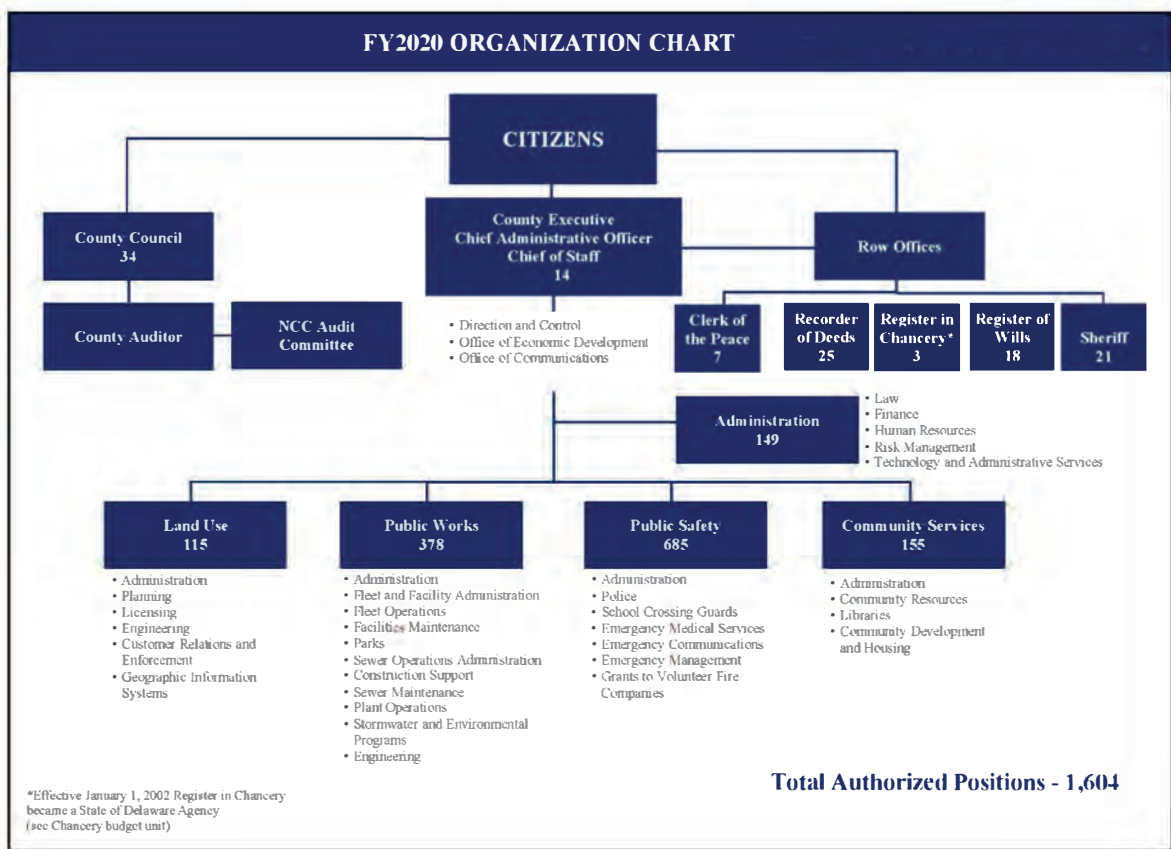 FY2020 ORGANIZATION CHART
CITIZENS
County Council
34
County Executive
Chief Administrative Officer
Chief of Staff
14
Row Offices
County Auditor
NCC Audit
Committee
• Direction and Control
• Office of Economic Development
• Office of Communications
Clerk of
the Peace
7
Recorder
of Deeds
25
Register in
Chancery*
3
Register of
Wills
18
Sheriff
21
Administration
149
• Law
• Finance
• Human Resources
• Risk Management
• Technology and Administrative Services
Land Use
115
• Administration
• Planning
• Licensing
• Engineering
• Customer Relations and
Enforcement
• Geographic Information
Systems
Public Works
378
• Administration
• Fleet and Facility Administration
• Fleet Operations
• Facilities Maintenance
• Parks
• Sewer Operations Administration
• Construction Support
• Sewer Maintenance
• Plant Operations
• Stormwater and Environmental
Programs
• Engineering
Public Safety
685
• Administration
• Police
• School Crossing Guards
• Emergency Medical Services
• Emergency Communications
• Emergency Management
• Grants to Volunteer Fire
Companies
Community Services
155
• Administration
• Community Resources
• Libraries
• Community Development
and Housing
*Effective January 1, 2002 Register in Chancery
became a State of Delaware Agency
(see Chancery budget unit)
Total Authorized Positions - 1,604